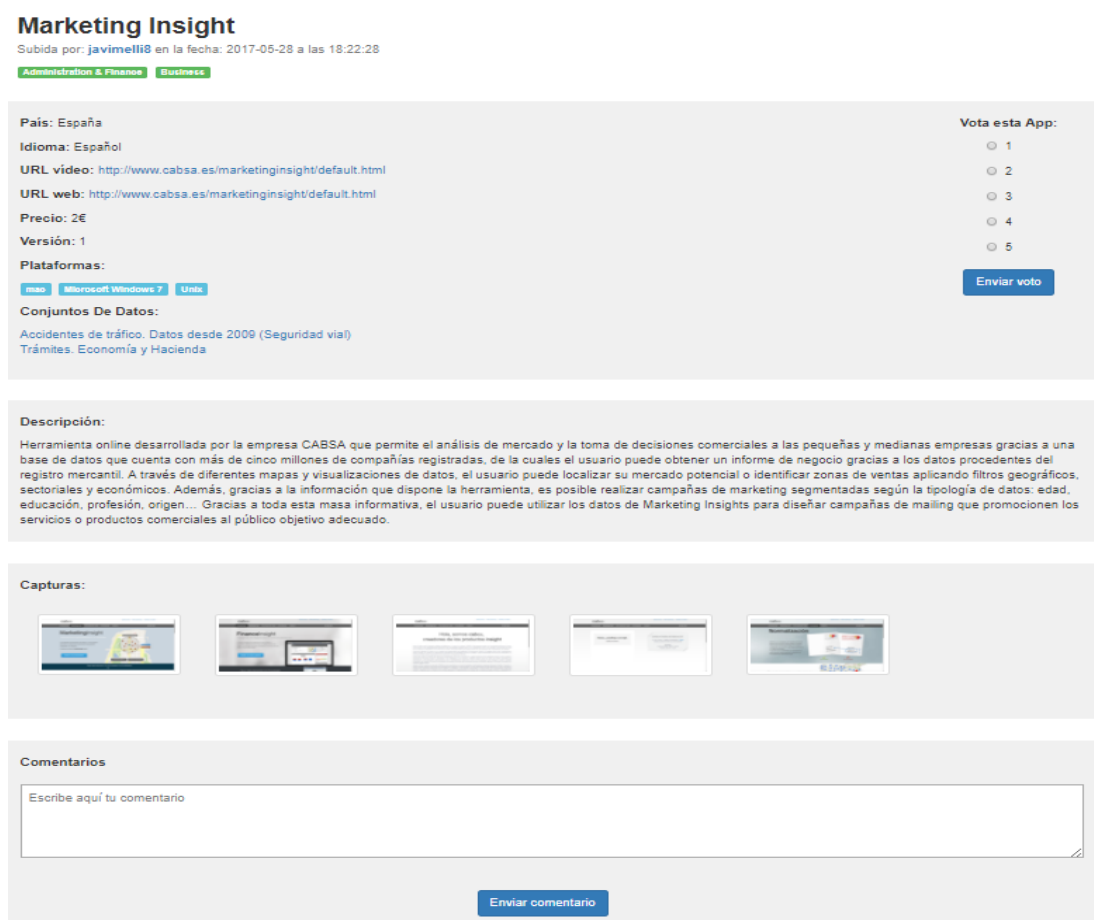 Marketing Insight
Subida por: javimelli8 en la fecha: 2017-05-28 a las 18:22:28
Administration & Finance Business
País: España
Idioma: Español
URL vídeo: http://www.cabsa.es/marketinginsight/default.html
URL web: http://www.cabsa.es/marketinginsight/default.html
Precio: 2€
Versión: 1
Plataformas:
mac Microsoft Windows 7 Unix
Conjuntos De Datos:
Accidentes de tráfico. Datos desde 2009 (Seguridad vial)
Trámites. Economía y Hacienda
Vota esta App:
1
2
3
4
5
Enviar voto
Descripción:
Herramienta online desarrollada por la empresa CABSA que permite el análisis de mercado y la toma de decisiones comerciales a las pequeñas y medianas empresas gracias a una
base de datos que cuenta con más de cinco millones de compañías registradas, de la cuales el usuario puede obtener un informe de negocio gracias a los datos procedentes del
registro mercantil. A través de diferentes mapas y visualizaciones de datos, el usuario puede localizar su mercado potencial o identificar zonas de ventas aplicando filtros geográficos,
sectoriales y económicos. Además, gracias a la información que dispone la herramienta, es posible realizar campañas de marketing segmentadas según la tipología de datos: edad,
educación, profesión, origen... Gracias a toda esta masa informativa, el usuario puede utilizar los datos de Marketing Insights para diseñar campañas de mailing que promocionen los
servicios o productos comerciales al público objetivo adecuado.
Capturas:
MarketingInsight
FinanceInsight
Hola, somos cabsa,
creadores de los productos Insight
Normalización
Comentarios
Escribe aquí tu comentario
Enviar comentario